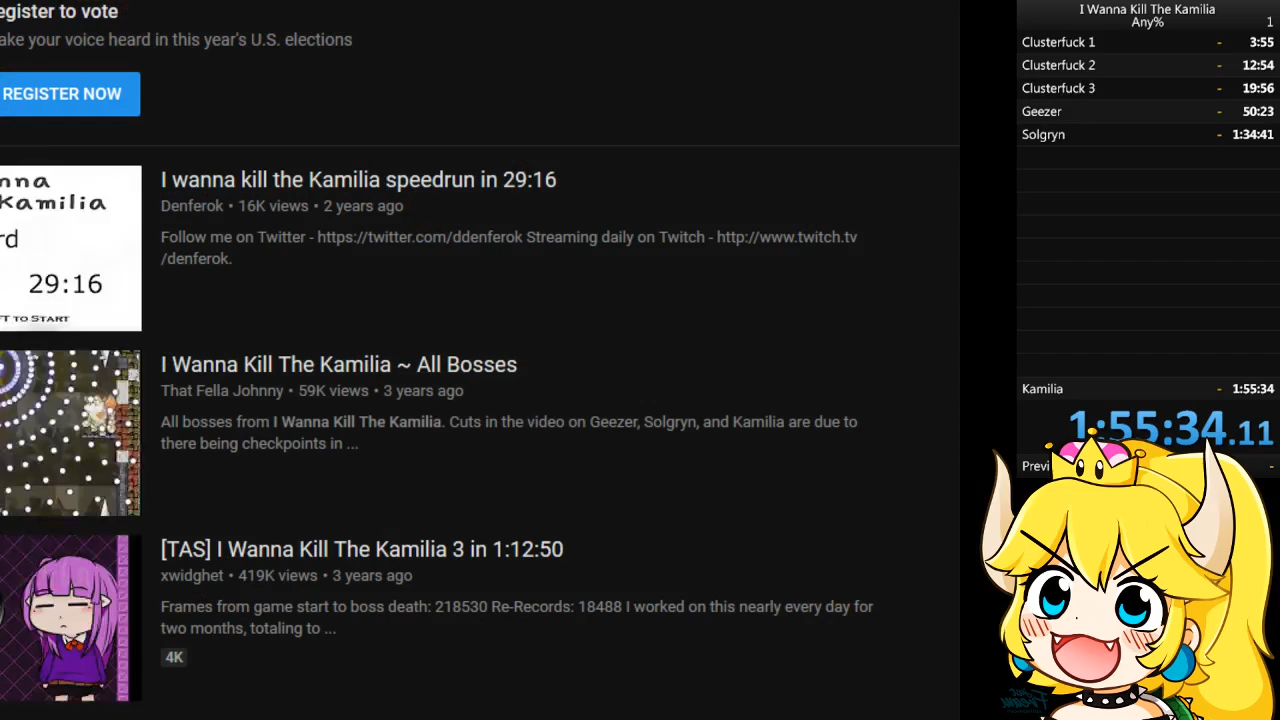 egister to vote
ake your voice heard in this year's U.S. elections
REGISTER NOW
nna
Kamilia
rd
29:16
T TO START
I wanna kill the Kamilia speedrun in 29:16
Denferok • 16K views • 2 years ago
Follow me on Twitter - https://twitter.com/ddenferok Streaming daily on Twitch - http://www.twitch.tv
/denferok.
I Wanna Kill The Kamilia ~ All Bosses
That Fella Johnny • 59K views • 3 years ago
All bosses from I Wanna Kill The Kamilia. Cuts in the video on Geezer, Solgryn, and Kamilia are due to
there being checkpoints in ...
[TAS] I Wanna Kill The Kamilia 3 in 1:12:50
xwidghet • 419K views • 3 years ago
Frames from game start to boss death: 218530 Re-Records: 18488 I worked on this nearly every day for
two months, totaling to ...
4K
I Wanna Kill The Kamilia
Any% 1
Clusterfuck 1 - 3:55
Clusterfuck 2 - 12:54
Clusterfuck 3 - 19:56
Geezer - 50:23
Solgryn - 1:34:41
Kamilia - 1:55:34
1:55:34.11
Previ -